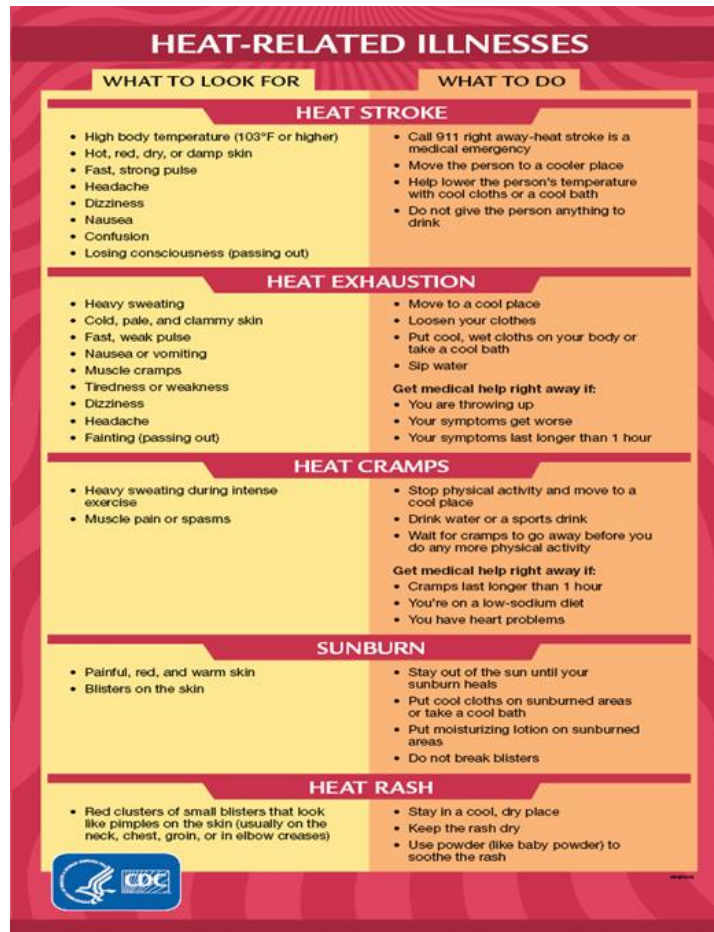 HEAT-RELATED ILLNESSES
WHAT TO LOOK FOR
WHAT TO DO
HEAT STROKE
• High body temperature (103°F or higher)
• Hot, red, dry, or damp skin
• Fast, strong pulse
• Headache
• Dizziness
• Nausea
• Confusion
• Losing consciousness (passing out)
• Call 911 right away-heat stroke is a
medical emergency
• Move the person to a cooler place
• Help lower the person's temperature
with cool cloths or a cool bath
• Do not give the person anything to
drink
HEAT EXHAUSTION
• Heavy sweating
• Cold, pale, and clammy skin
• Fast, weak pulse
• Nausea or vomiting
• Muscle cramps
• Tiredness or weakness
• Dizziness
• Headache
• Fainting (passing out)
• Move to a cool place
• Loosen your clothes
• Put cool, wet cloths on your body or
take a cool bath
• Sip water
Get medical help right away if:
• You are throwing up
• Your symptoms get worse
• Your symptoms last longer than 1 hour
HEAT CRAMPS
• Heavy sweating during intense
exercise
• Muscle pain or spasms
• Stop physical activity and move to a
cool place
• Drink water or a sports drink
• Wait for cramps to go away before you
do any more physical activity
Get medical help right away if:
• Cramps last longer than 1 hour
• You're on a low-sodium diet
• You have heart problems
SUNBURN
• Painful, red, and warm skin
• Blisters on the skin
• Stay out of the sun until your
sunburn heals
• Put cool cloths on sunburned areas
or take a cool bath
• Put moisturizing lotion on sunburned
areas
• Do not break blisters
HEAT RASH
• Red clusters of small blisters that look
like pimples on the skin (usually on the
neck, chest, groin, or in elbow creases)
• Stay in a cool, dry place
• Keep the rash dry
• Use powder (like baby powder) to
soothe the rash
CDC